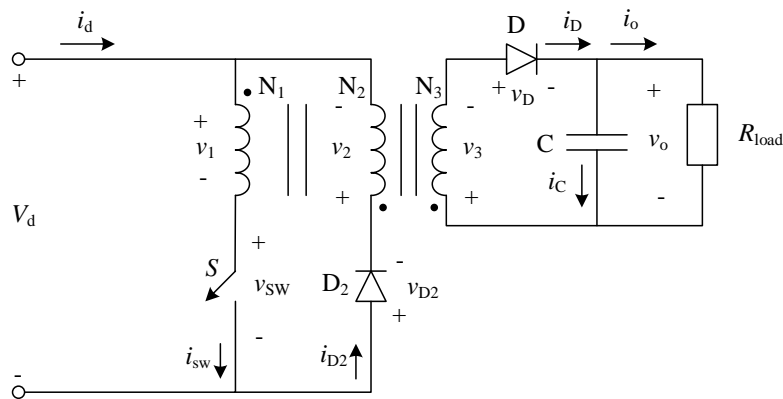 i_d
D
i_D
i_o
+
N_1
N_2
N_3
+ v_D -
+
v_1
-
-
v_2
+
-
v_3
+
C
i_C
+
v_o
-
R_load
V_d
S
+
v_SW
-
D_2
-
v_D2
+
i_sw
i_D2
-